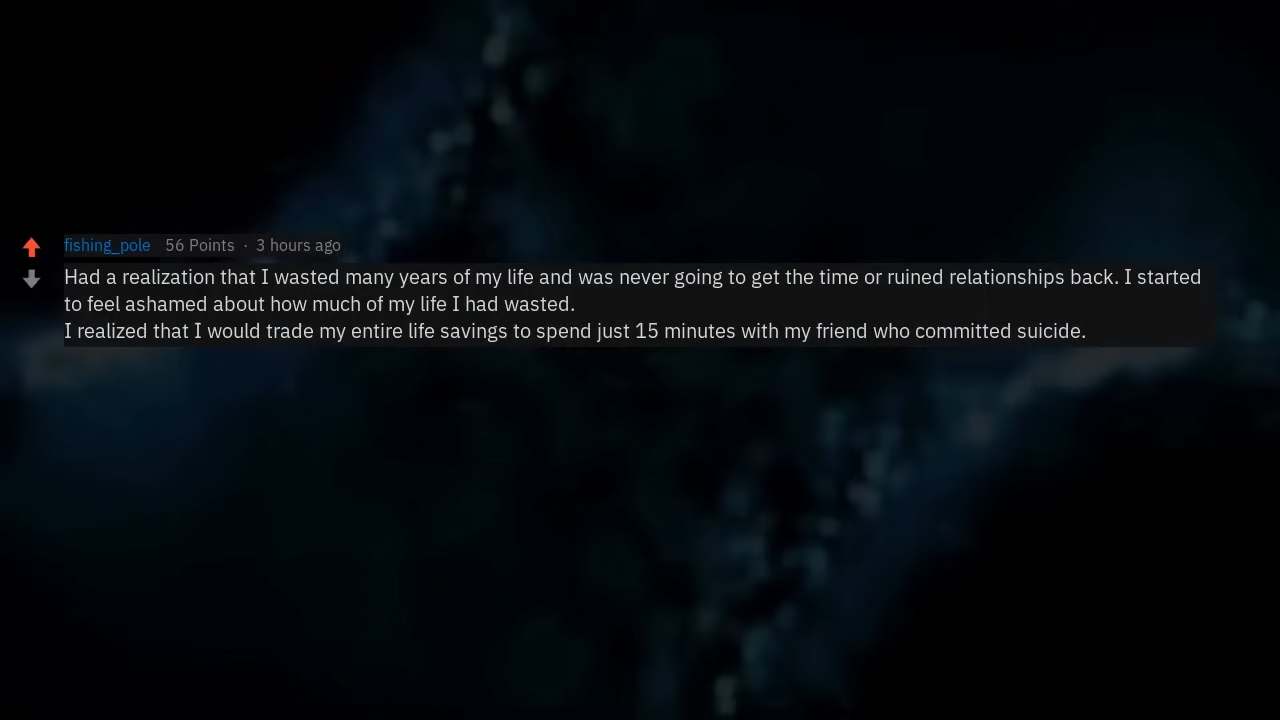 fishing_pole 56 Points · 3 hours ago
Had a realization that I wasted many years of my life and was never going to get the time or ruined relationships back. I started
to feel ashamed about how much of my life I had wasted.
I realized that I would trade my entire life savings to spend just 15 minutes with my friend who committed suicide.